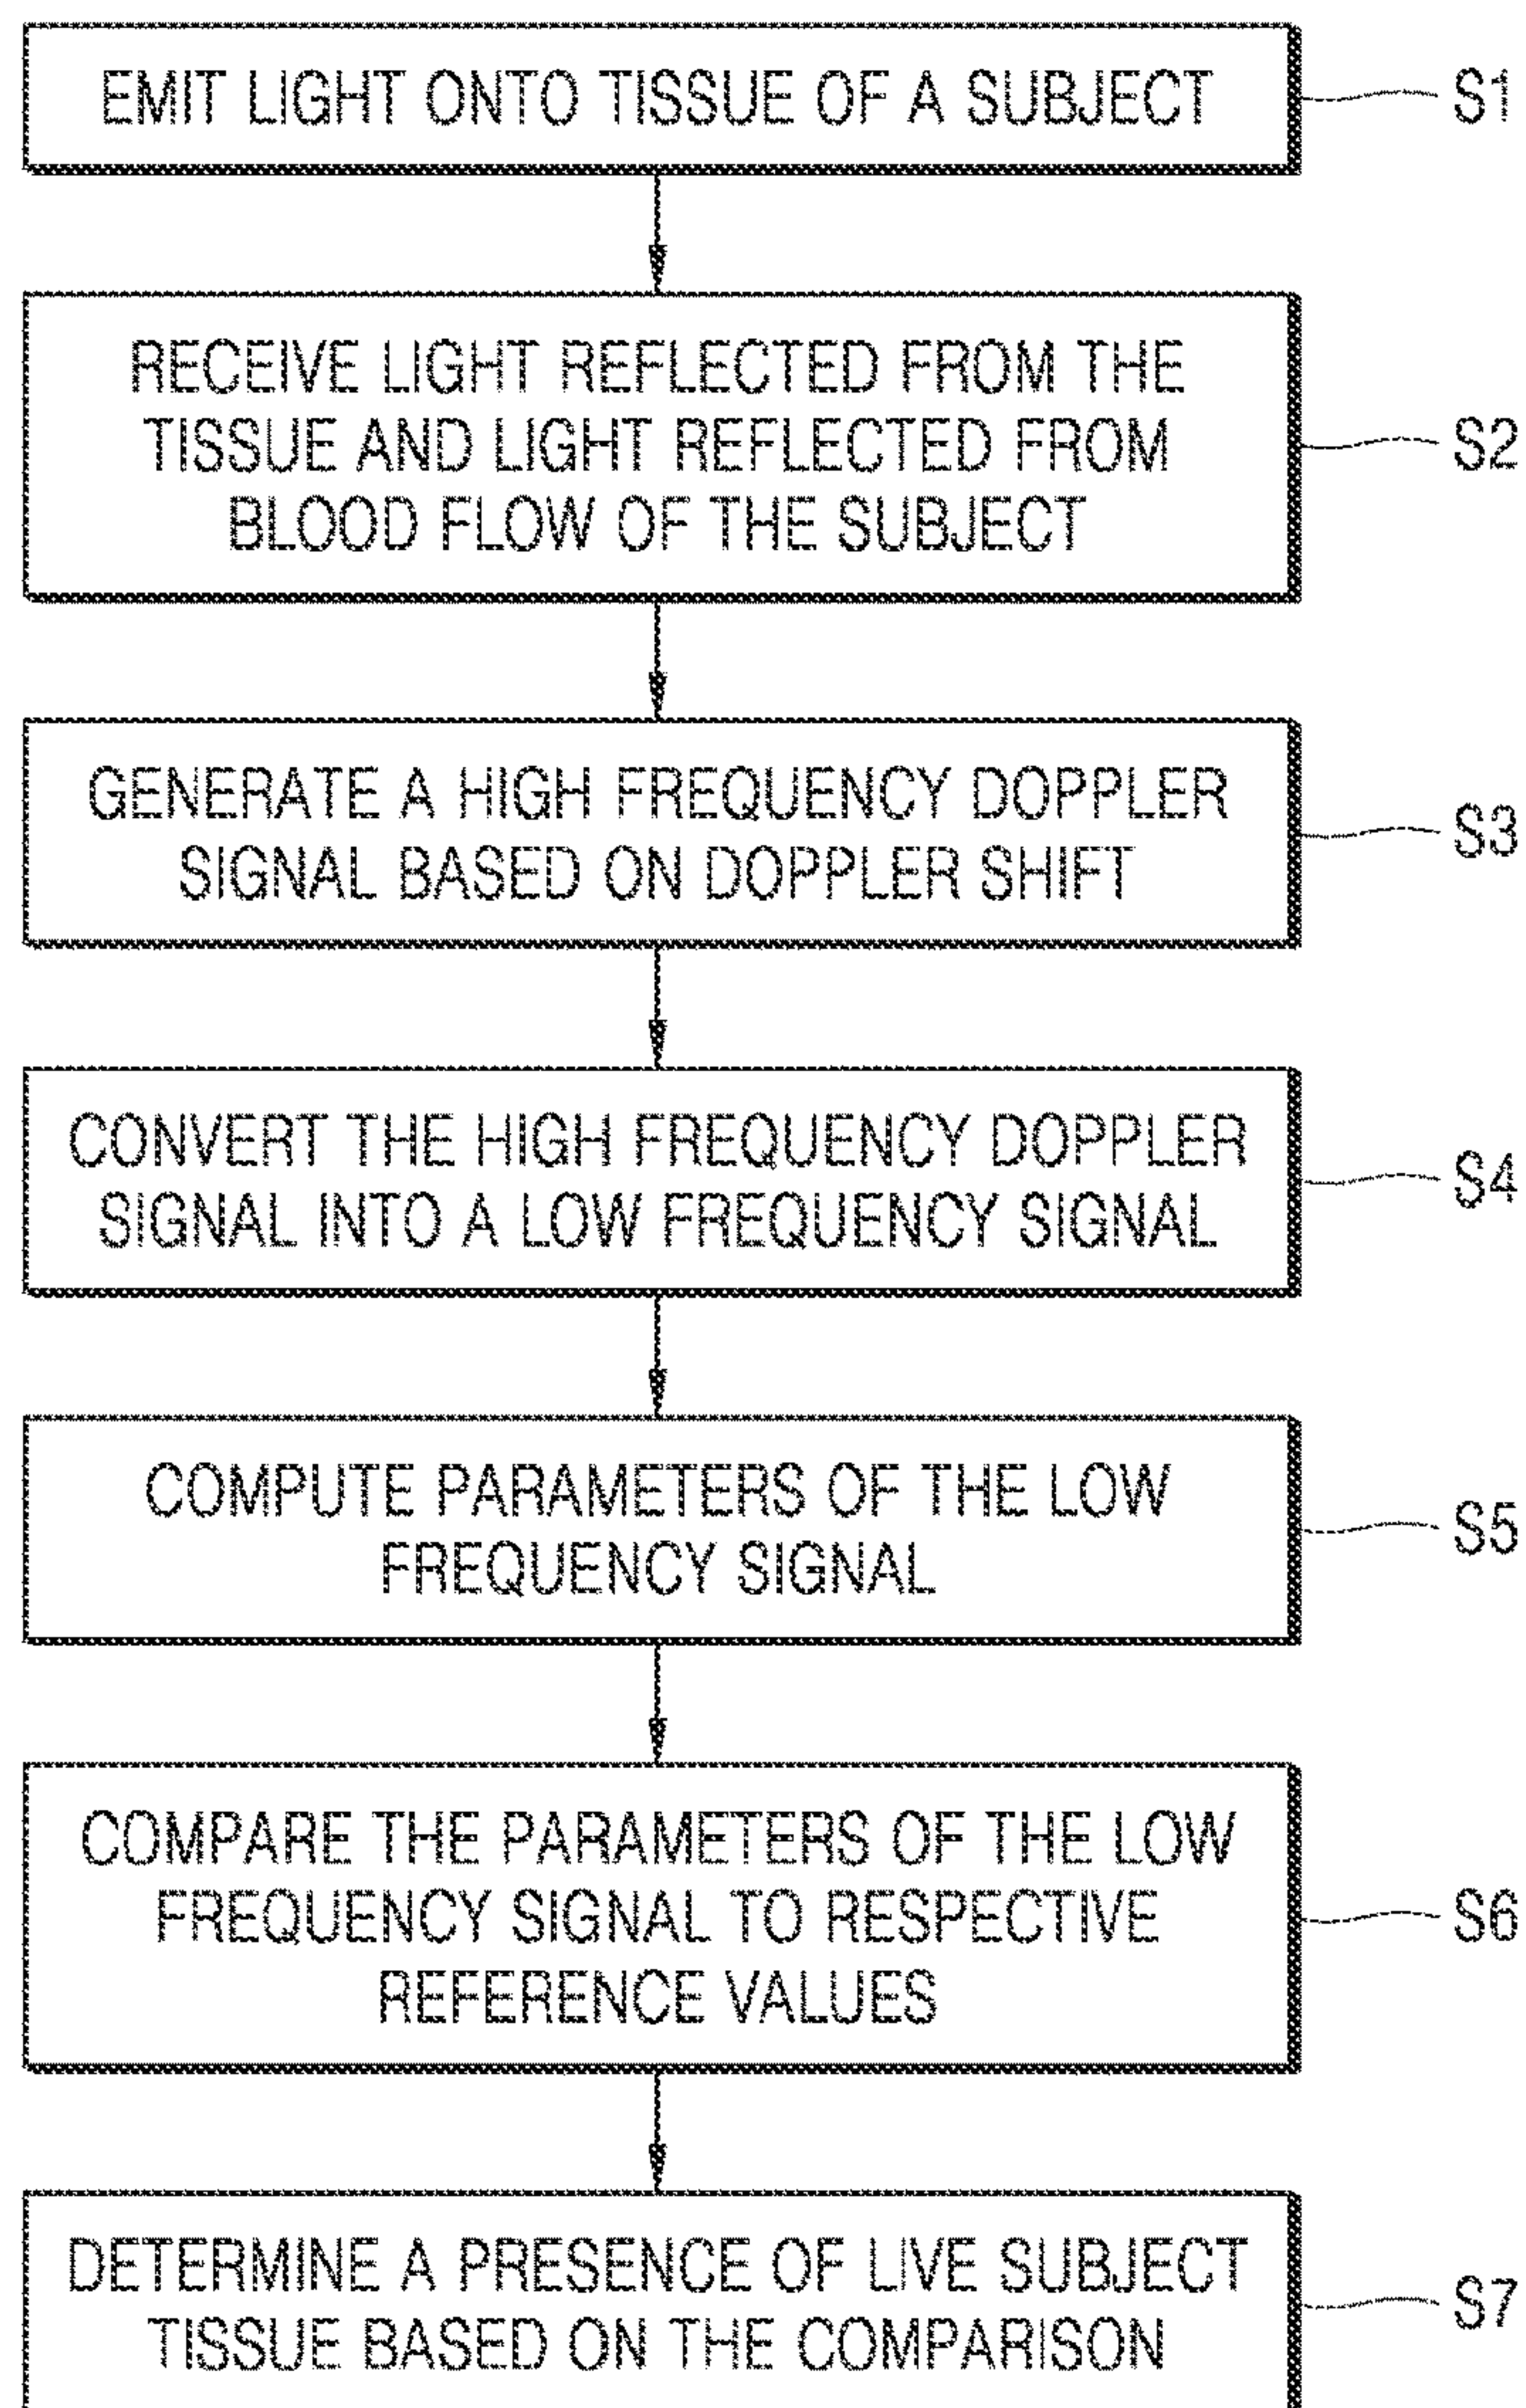 EMIT LIGHT ONTO TISSUE OF A SUBJECT
S1
RECEIVE LIGHT REFLECTED FROM THE
TISSUE AND LIGHT REFLECTED FROM
BLOOD FLOW OF THE SUBJECT
S2
GENERATE A HIGH FREQUENCY DOPPLER
SIGNAL BASED ON DOPPLER SHIFT
S3
CONVERT THE HIGH FREQUENCY DOPPLER
SIGNAL INTO A LOW FREQUENCY SIGNAL
S4
COMPUTE PARAMETERS OF THE LOW
FREQUENCY SIGNAL
S5
COMPARE THE PARAMETERS OF THE LOW
FREQUENCY SIGNAL TO RESPECTIVE
REFERENCE VALUES
S6
DETERMINE A PRESENCE OF LIVE SUBJECT
TISSUE BASED ON THE COMPARISON
S7